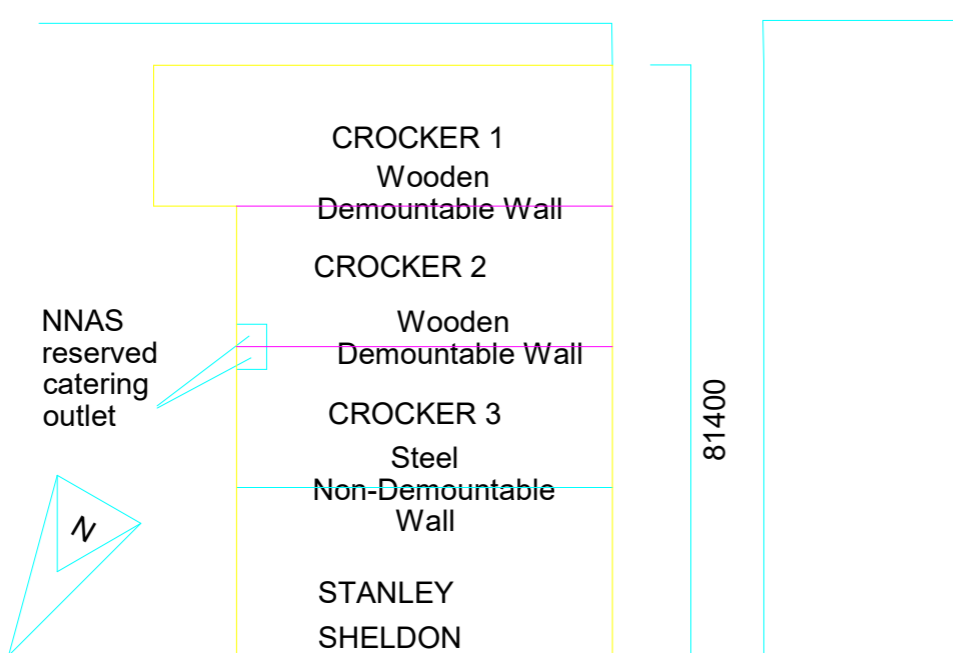 CROCKER 1
Wooden
Demountable Wall
CROCKER 2
NNAS
reserved
catering
outlet
Wooden
Demountable Wall
CROCKER 3
81400
Steel
Non-Demountable
Wall
N
STANLEY
SHELDON